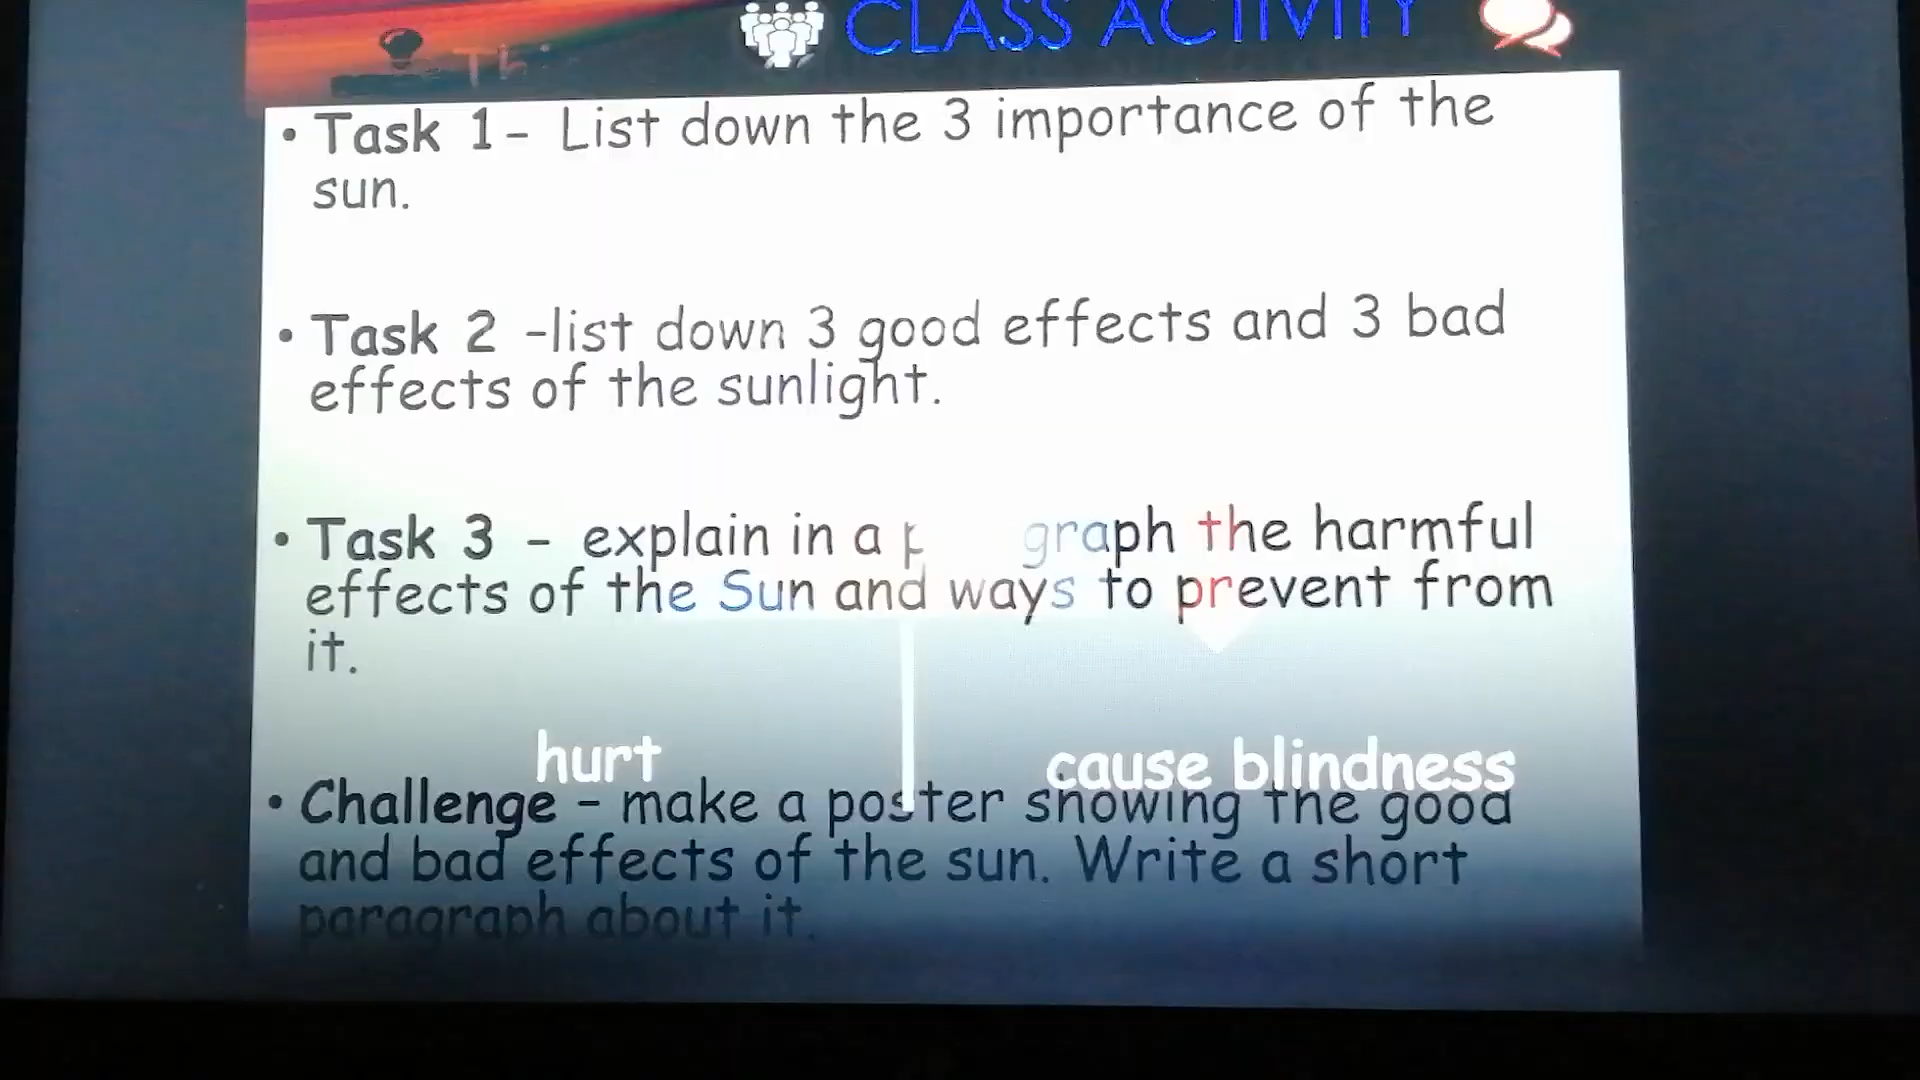 CLASS ACTIVITY
Th
• Task 1- List down the 3 importance of the
sun.
• Task 2 -list down 3 good effects and 3 bad
effects of the sunlight.
• Task 3 - explain in a p graph the harmful
effects of the Sun and ways to prevent from
it.
hurt
cause blindness
• Challenge - make a poster showing the good
and bad effects of the sun. Write a short
paragraph about it.